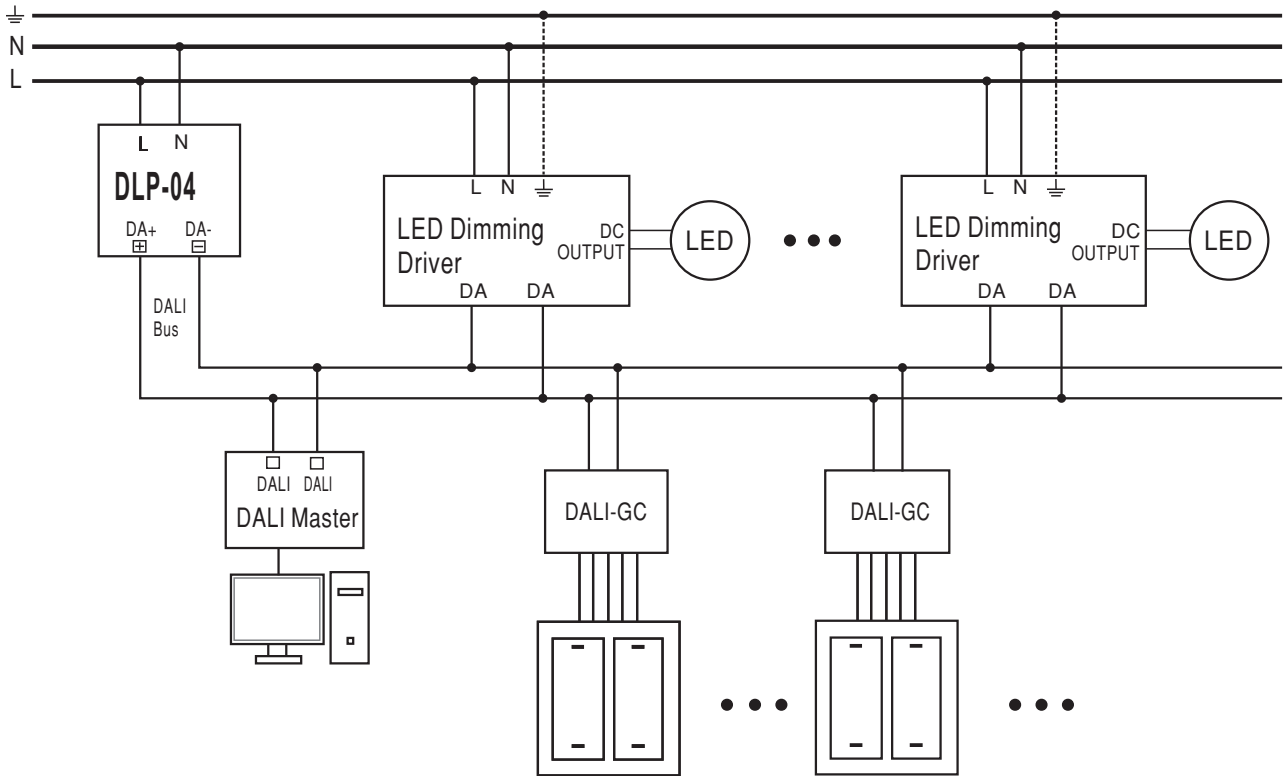 N
L
L N
DLP-04
DA+ DA-
DALI
Bus
L N
LED Dimming
Driver
DC
OUTPUT
DA DA
LED
L N
LED Dimming
Driver
DC
OUTPUT
DA DA
LED
DALI DALI
DALI Master
DALI-GC
DALI-GC